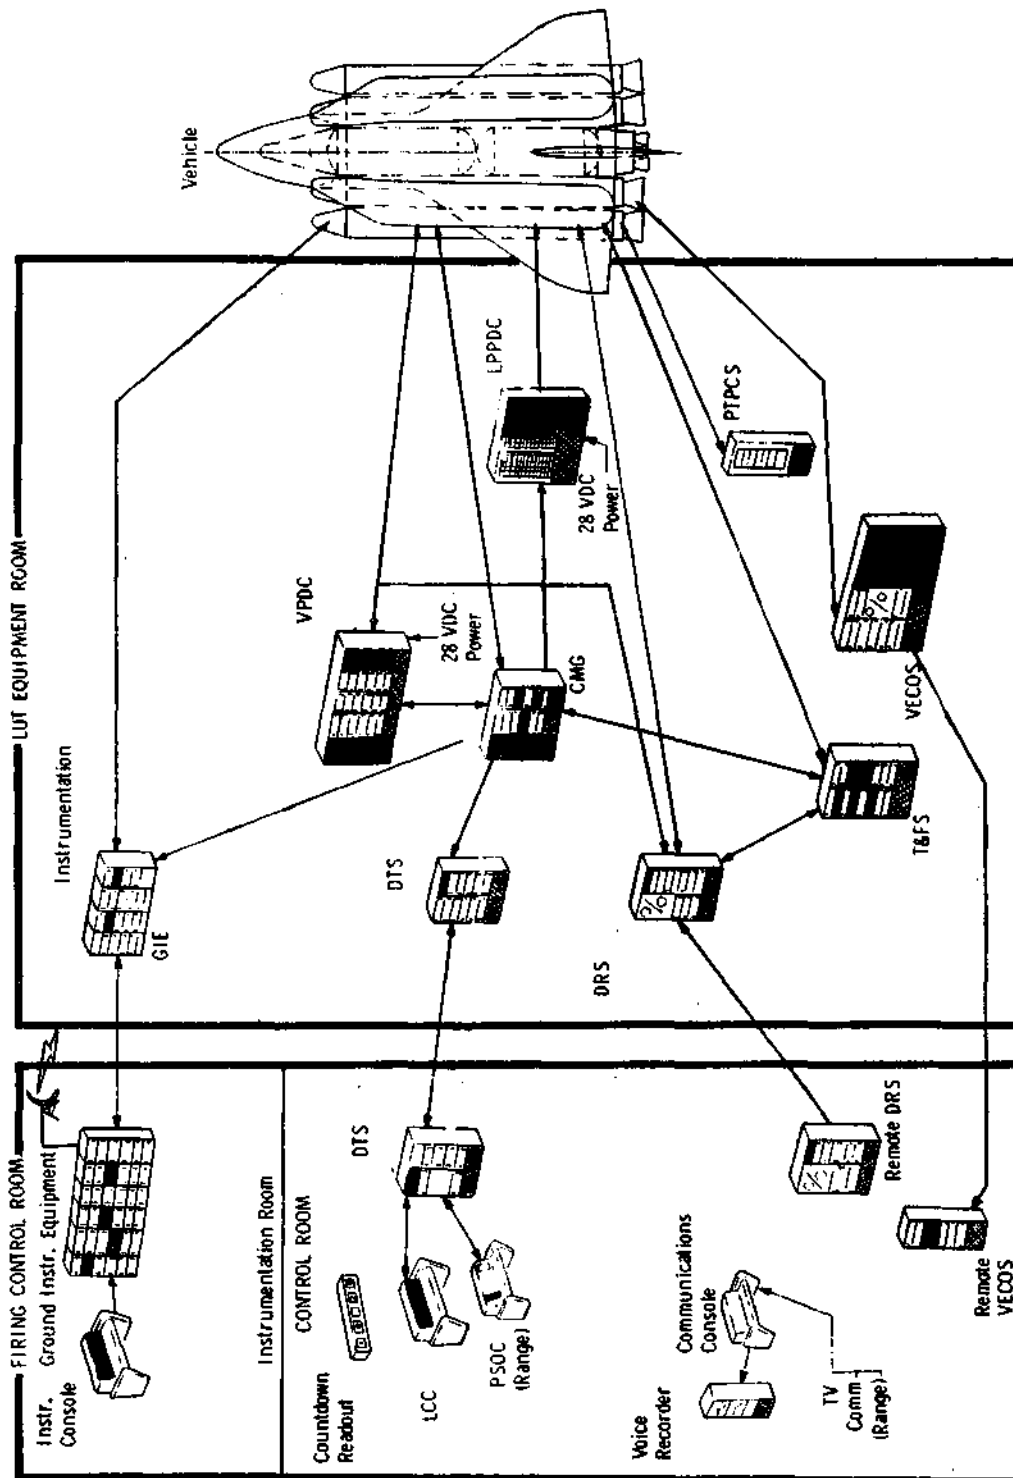 FIRING CONTROL ROOM
LUT EQUIPMENT ROOM
Instr.
Console
Ground Instr. Equipment
Instrumentation Room
GIE
Instrumentation
Vehicle
CONTROL ROOM
Countdown
Readout
LCC
PSOC
(Range)
DTS
DTS
VPDC
28 VDC
Power
CMG
LPPDC
28 VDC
Power
Voice
Recorder
Communications
Console
TV
Comm
(Range)
Remote DRS
DRS
T&FS
PTPCS
Remote
VECOS
VECOS